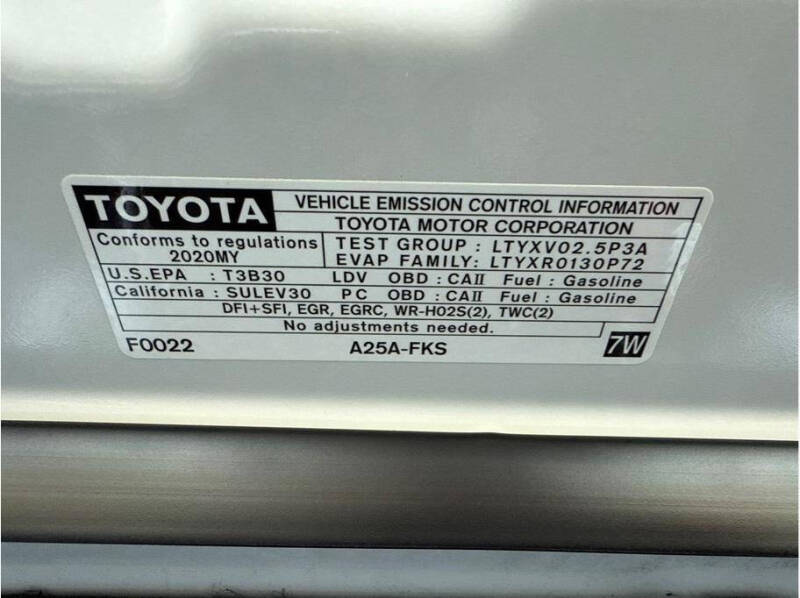 TOYOTA VEHICLE EMISSION CONTROL INFORMATION
TOYOTA MOTOR CORPORATION
Conforms to regulations TEST GROUP : LTYXV02.5P3A
2020MY EVAP FAMILY: LTYXR0130P72
U.S.EPA : T3B30 LDV OBD : CAⅡ Fuel : Gasoline
California : SULEV30 PC OBD : CAⅡ Fuel : Gasoline
DFI+SFI, EGR, EGRC, WR-HO2S(2), TWC(2)
No adjustments needed.
F0022 A25A-FKS 7W